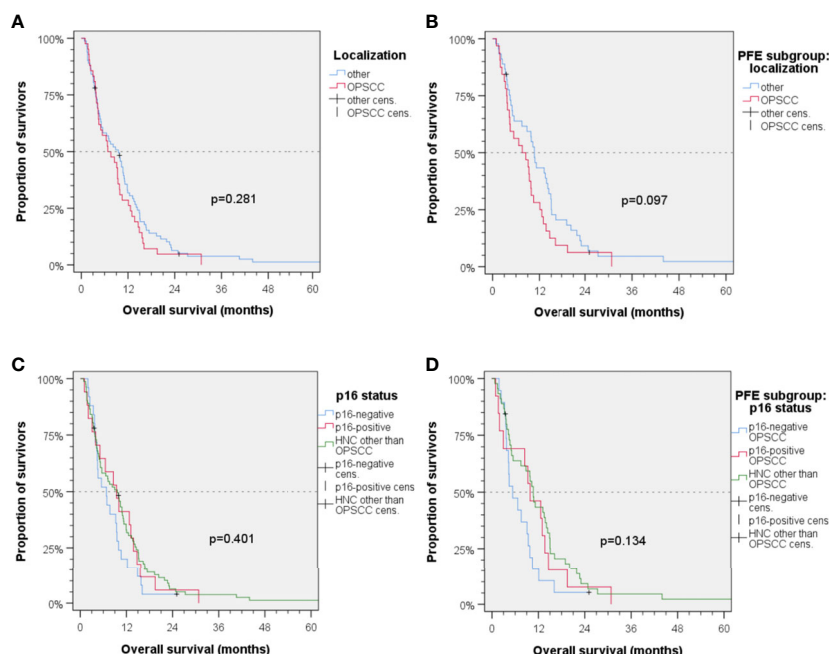 A
100%
75%
50%
25%
0%
Proportion of survivors
0 12 24 36 48 60
Overall survival (months)
p=0.281
Localization
other
OPSCC
other cens.
OPSCC cens.
B
100%
75%
50%
25%
0%
Proportion of survivors
0 12 24 36 48 60
Overall survival (months)
p=0.097
PFE subgroup:
localization
other
OPSCC
other cens.
OPSCC cens.
C
100%
75%
50%
25%
0%
Proportion of survivors
0 12 24 36 48 60
Overall survival (months)
p=0.401
p16 status
p16-negative
p16-positive
HNC other than
OPSCC
p16-negative
cens.
p16-positive cens
HNC other than
OPSCC cens.
D
100%
75%
50%
25%
0%
Proportion of survivors
0 12 24 36 48 60
Overall survival (months)
p=0.134
PFE subgroup:
p16 status
p16-negative
OPSCC
p16-positive
OPSCC
HNC other than
OPSCC
p16-negative
cens.
p16-positive cens
HNC other than
OPSCC cens.